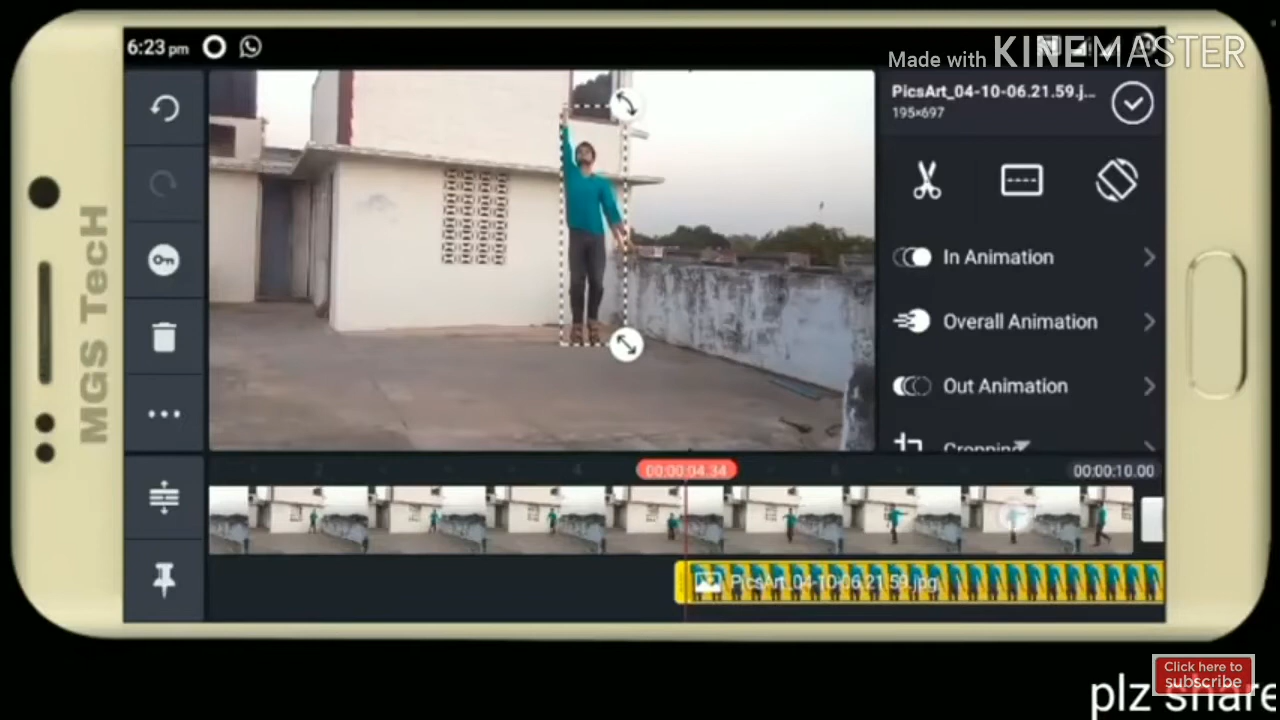 6:23 pm
Made with KINEMASTER
PicsArt_04-10-06.21.59.j...
195×697
In Animation
Overall Animation
Out Animation
Cropping
MGS TecH
00:00:04.34
00:00:10.00
PicsArt_04-10-06.21.59.jpg
Click here to
subscribe
plz share